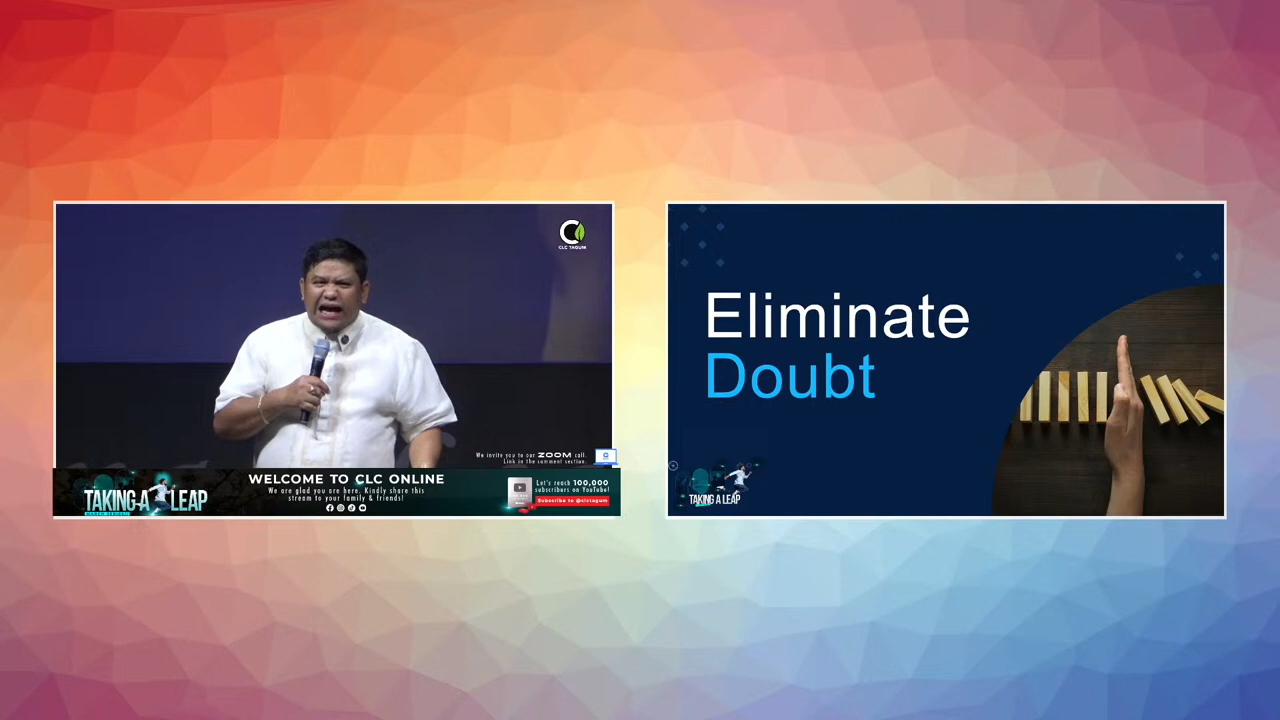 CLC TAGUM
We invite you to our ZOOM call.
Link in the comment section.
TAKING A LEAP
WELCOME TO CLC ONLINE
We are glad you are here. Kindly share this
stream to your family & friends!
Let's reach 100,000
subscribers on YouTube!
Subscribe to @clctagum
Eliminate
Doubt
TAKING A LEAP